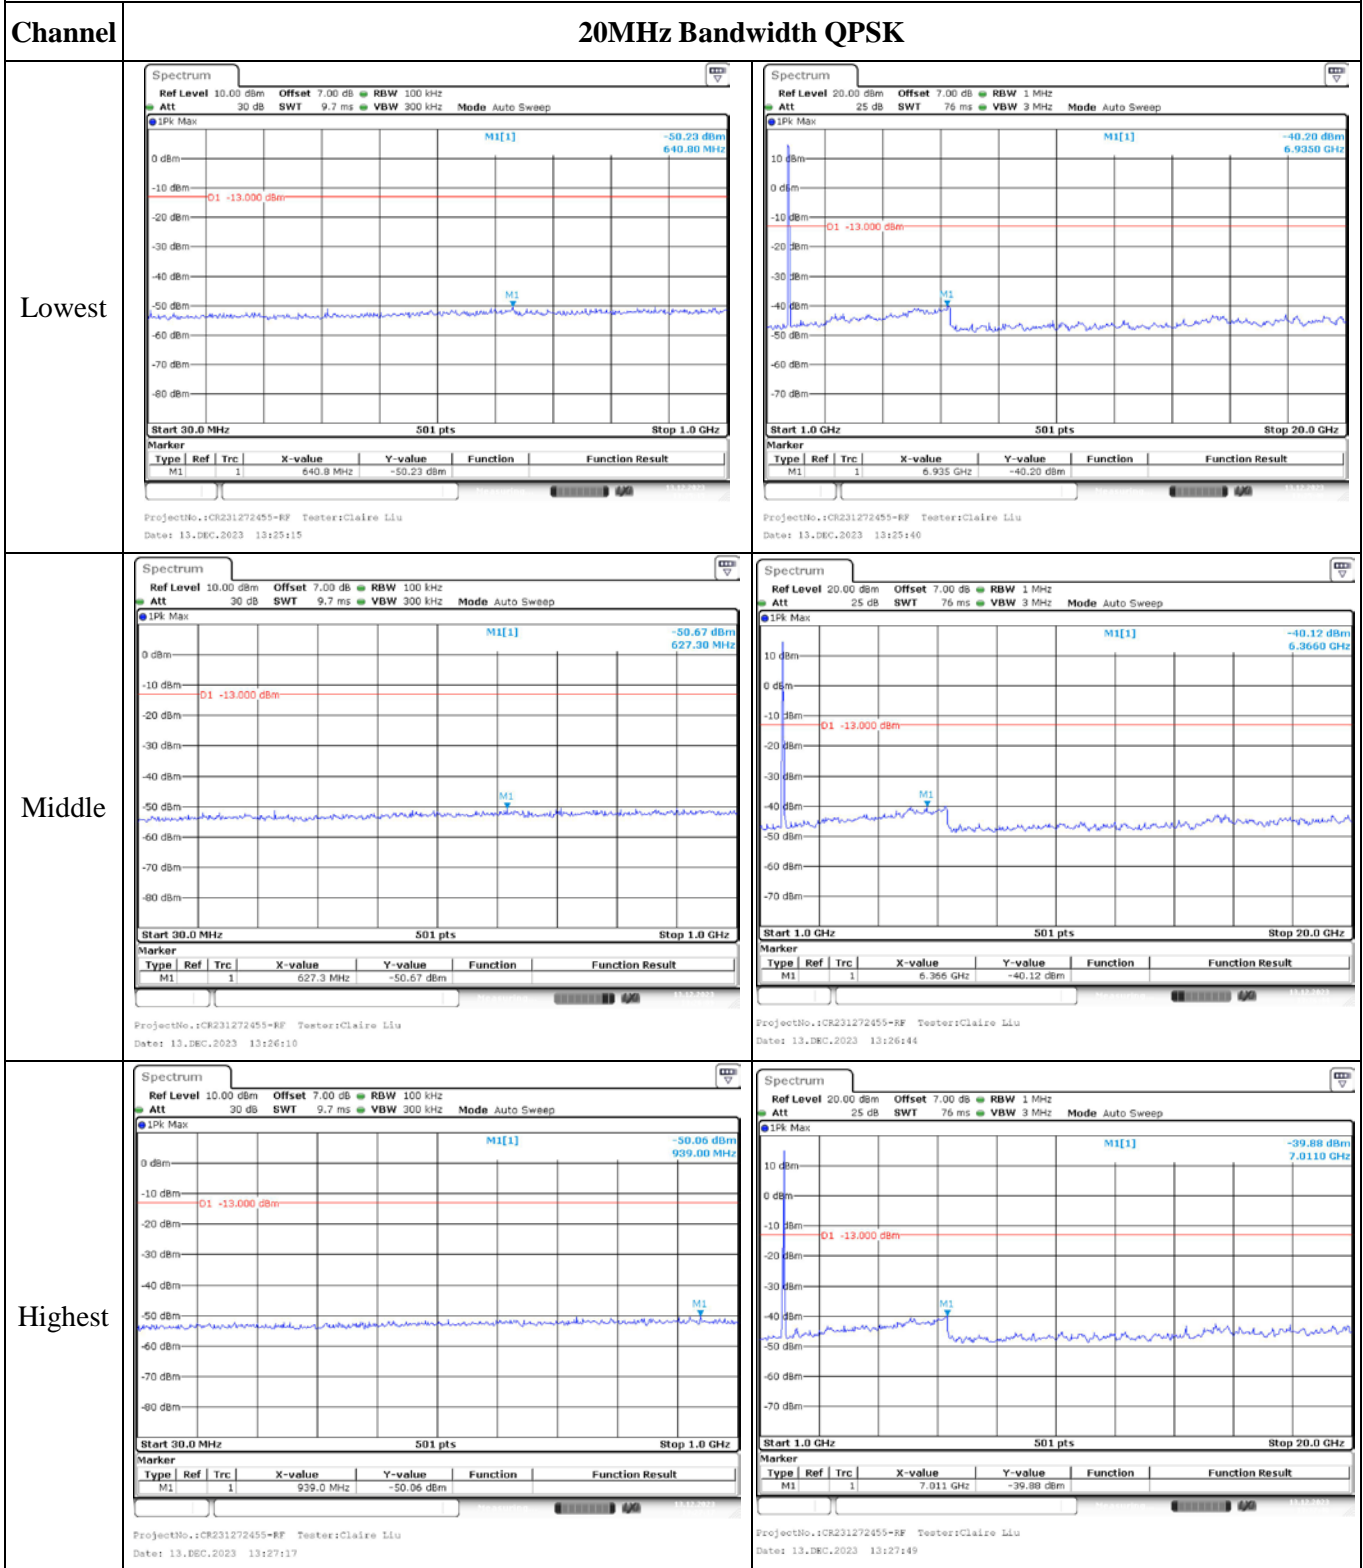 Channel 20MHz Bandwidth QPSK
Lowest
Spectrum
Ref Level 10.00 dBm Offset 7.00 dB RBW 100 kHz
Att 30 dB SWT 9.7 ms VBW 300 kHz Mode Auto Sweep
1Pk Max
M1[1] -50.23 dBm
640.80 MHz
0 dBm
-10 dBm
D1 -13.000 dBm
-20 dBm
-30 dBm
-40 dBm
M1
-50 dBm
-60 dBm
-70 dBm
-80 dBm
Start 30.0 MHz 501 pts Stop 1.0 GHz
Marker
Type Ref Trc X-value Y-value Function Function Result
M1 1 640.8 MHz -50.23 dBm
ProjectNo.:CR231272455-RF Tester:Claire Liu
Date: 13.DEC.2023 13:25:15
Spectrum
Ref Level 20.00 dBm Offset 7.00 dB RBW 1 MHz
Att 25 dB SWT 76 ms VBW 3 MHz Mode Auto Sweep
1Pk Max
M1[1] -40.20 dBm
6.9350 GHz
10 dBm
0 dBm
-10 dBm
D1 -13.000 dBm
-20 dBm
-30 dBm
M1
-40 dBm
-50 dBm
-60 dBm
-70 dBm
Start 1.0 GHz 501 pts Stop 20.0 GHz
Marker
Type Ref Trc X-value Y-value Function Function Result
M1 1 6.935 GHz -40.20 dBm
ProjectNo.:CR231272455-RF Tester:Claire Liu
Date: 13.DEC.2023 13:25:40
Middle
Spectrum
Ref Level 10.00 dBm Offset 7.00 dB RBW 100 kHz
Att 30 dB SWT 9.7 ms VBW 300 kHz Mode Auto Sweep
1Pk Max
M1[1] -50.67 dBm
627.30 MHz
0 dBm
-10 dBm
D1 -13.000 dBm
-20 dBm
-30 dBm
-40 dBm
M1
-50 dBm
-60 dBm
-70 dBm
-80 dBm
Start 30.0 MHz 501 pts Stop 1.0 GHz
Marker
Type Ref Trc X-value Y-value Function Function Result
M1 1 627.3 MHz -50.67 dBm
ProjectNo.:CR231272455-RF Tester:Claire Liu
Date: 13.DEC.2023 13:26:10
Spectrum
Ref Level 20.00 dBm Offset 7.00 dB RBW 1 MHz
Att 25 dB SWT 76 ms VBW 3 MHz Mode Auto Sweep
1Pk Max
M1[1] -40.12 dBm
6.3660 GHz
10 dBm
0 dBm
-10 dBm
D1 -13.000 dBm
-20 dBm
-30 dBm
M1
-40 dBm
-50 dBm
-60 dBm
-70 dBm
Start 1.0 GHz 501 pts Stop 20.0 GHz
Marker
Type Ref Trc X-value Y-value Function Function Result
M1 1 6.366 GHz -40.12 dBm
ProjectNo.:CR231272455-RF Tester:Claire Liu
Date: 13.DEC.2023 13:26:44
Highest
Spectrum
Ref Level 10.00 dBm Offset 7.00 dB RBW 100 kHz
Att 30 dB SWT 9.7 ms VBW 300 kHz Mode Auto Sweep
1Pk Max
M1[1] -50.06 dBm
939.00 MHz
0 dBm
-10 dBm
D1 -13.000 dBm
-20 dBm
-30 dBm
-40 dBm
M1
-50 dBm
-60 dBm
-70 dBm
-80 dBm
Start 30.0 MHz 501 pts Stop 1.0 GHz
Marker
Type Ref Trc X-value Y-value Function Function Result
M1 1 939.0 MHz -50.06 dBm
ProjectNo.:CR231272455-RF Tester:Claire Liu
Date: 13.DEC.2023 13:27:17
Spectrum
Ref Level 20.00 dBm Offset 7.00 dB RBW 1 MHz
Att 25 dB SWT 76 ms VBW 3 MHz Mode Auto Sweep
1Pk Max
M1[1] -39.88 dBm
7.0110 GHz
10 dBm
0 dBm
-10 dBm
D1 -13.000 dBm
-20 dBm
-30 dBm
M1
-40 dBm
-50 dBm
-60 dBm
-70 dBm
Start 1.0 GHz 501 pts Stop 20.0 GHz
Marker
Type Ref Trc X-value Y-value Function Function Result
M1 1 7.011 GHz -39.88 dBm
ProjectNo.:CR231272455-RF Tester:Claire Liu
Date: 13.DEC.2023 13:27:49